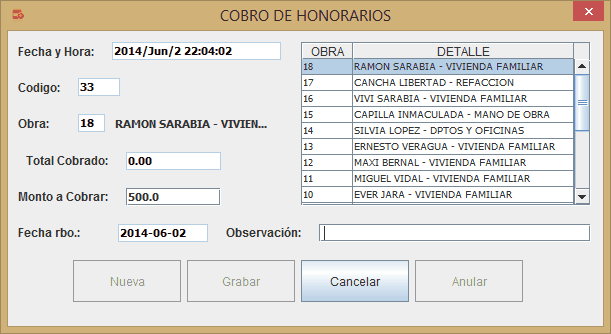 COBRO DE HONORARIOS
Fecha y Hora: 2014/Jun/2 22:04:02
Codigo: 33
Obra: 18 RAMON SARABIA - VIVIEN...
Total Cobrado: 0.00
Monto a Cobrar: 500.0
Fecha rbo.: 2014-06-02 Observación:
OBRA DETALLE
18 RAMON SARABIA - VIVIENDA FAMILIAR
17 CANCHA LIBERTAD - REFACCION
16 VIVI SARABIA - VIVIENDA FAMILIAR
15 CAPILLA INMACULADA - MANO DE OBRA
14 SILVIA LOPEZ - DPTOS Y OFICINAS
13 ERNESTO VERAGUA - VIVIENDA FAMILIAR
12 MAXI BERNAL - VIVIENDA FAMILIAR
11 MIGUEL VIDAL - VIVIENDA FAMILIAR
10 EVER JARA - VIVIENDA FAMILIAR
Nueva Grabar Cancelar Anular